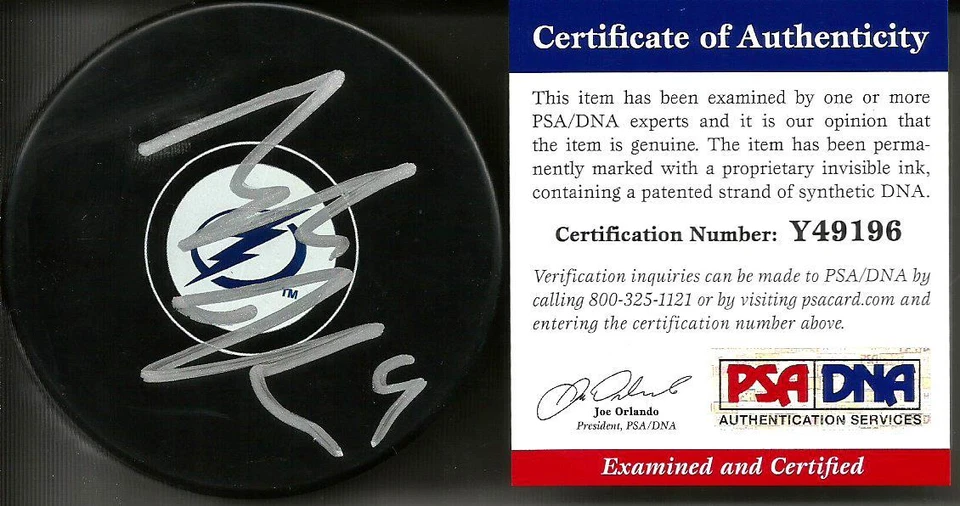 TM
9
Certificate of Authenticity
This item has been examined by one or more
PSA/DNA experts and it is our opinion that
the item is genuine. The item has been perma-
nently marked with a proprietary invisible ink,
containing a patented strand of synthetic DNA.
Certification Number: Y49196
Verification inquiries can be made to PSA/DNA by
calling 800-325-1121 or by visiting psacard.com and
entering the certification number above.
Joe Orlando
President, PSA/DNA
PSA DNA
AUTHENTICATION SERVICES
Examined and Certified